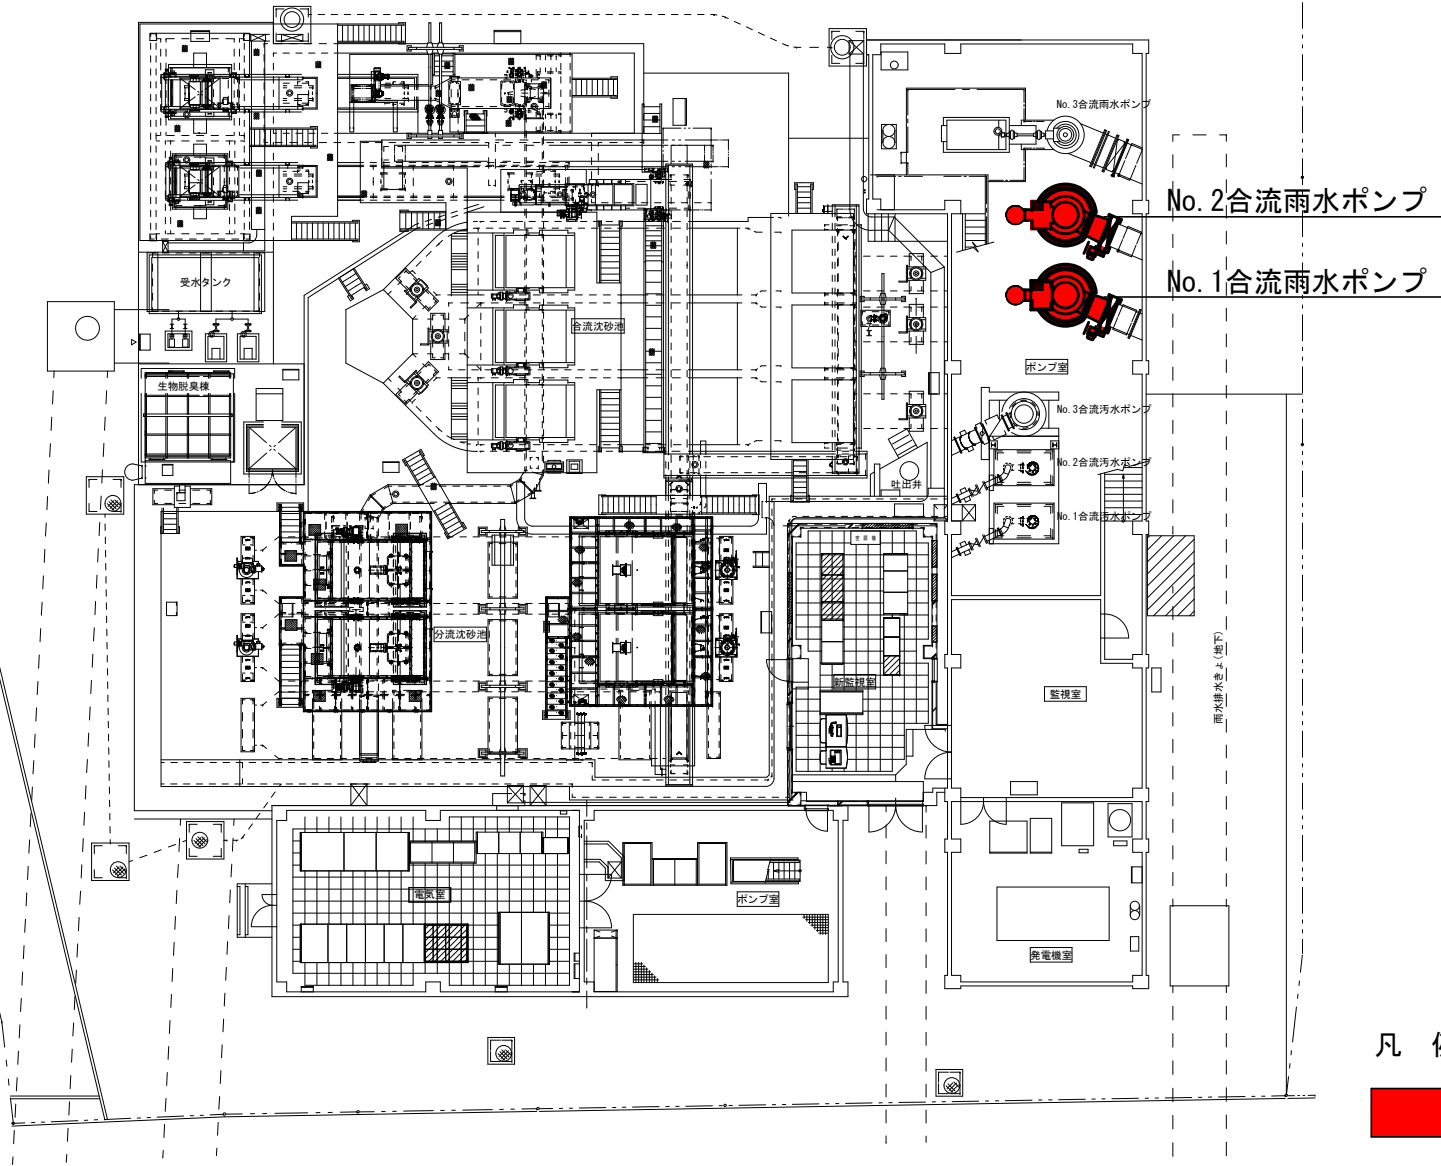 No.3合流雨水ポンプ
No.2合流雨水ポンプ
No.1合流雨水ポンプ
受水タンク
合流沈砂池
ポンプ室
生物脱臭棟
No.3合流汚水ポンプ
No.2合流汚水ポンプ
吐出井
No.1合流汚水ポンプ
分流沈砂池
雨水排水きょ(地下)
新監視室
監視室
電気室
ポンプ室
発電機室
凡